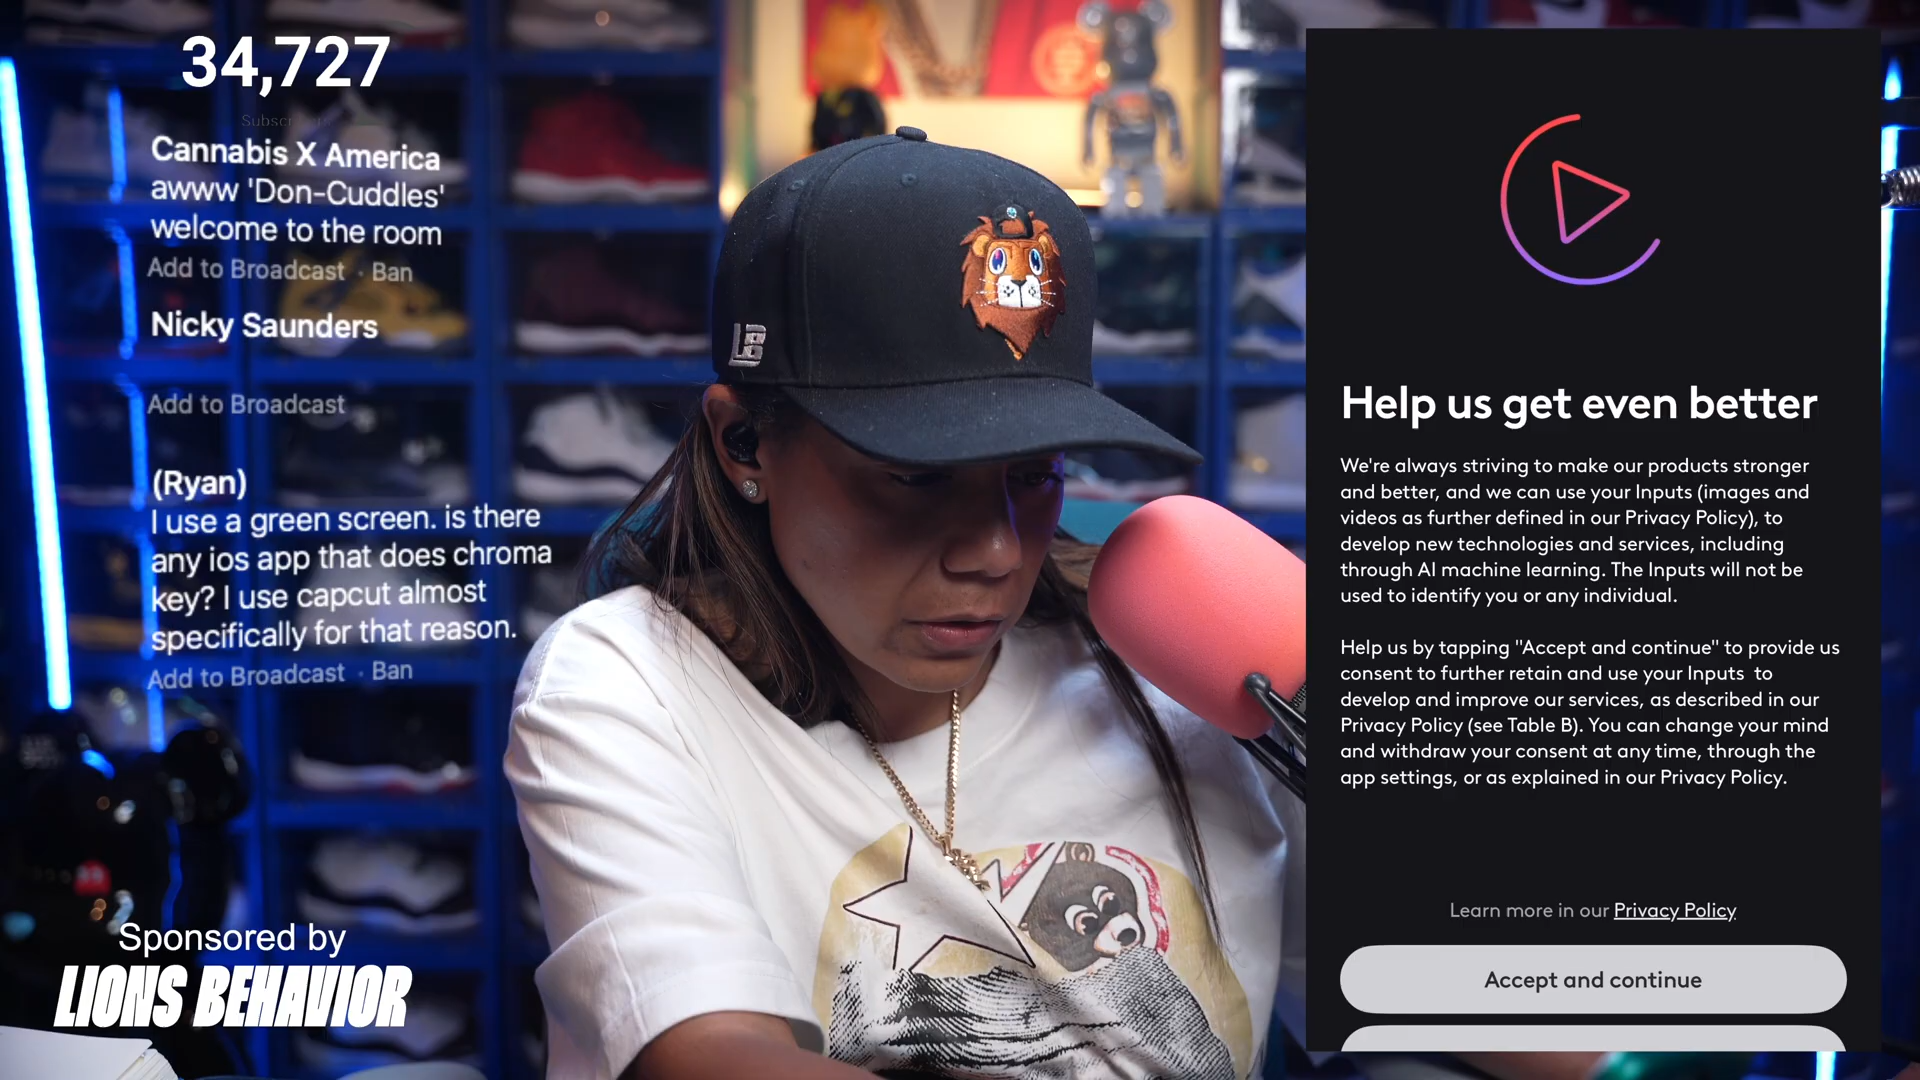 34,727
Subscribers
Cannabis X America
awww 'Don-Cuddles'
welcome to the room
Add to Broadcast · Ban
Nicky Saunders
Add to Broadcast
(Ryan)
I use a green screen. is there
any ios app that does chroma
key? I use capcut almost
specifically for that reason.
Add to Broadcast · Ban
Sponsored by
LIONS BEHAVIOR
LB
Help us get even better
We're always striving to make our products stronger
and better, and we can use your Inputs (images and
videos as further defined in our Privacy Policy), to
develop new technologies and services, including
through AI machine learning. The Inputs will not be
used to identify you or any individual.
Help us by tapping "Accept and continue" to provide us
consent to further retain and use your Inputs to
develop and improve our services, as described in our
Privacy Policy (see Table B). You can change your mind
and withdraw your consent at any time, through the
app settings, or as explained in our Privacy Policy.
Learn more in our Privacy Policy
Accept and continue